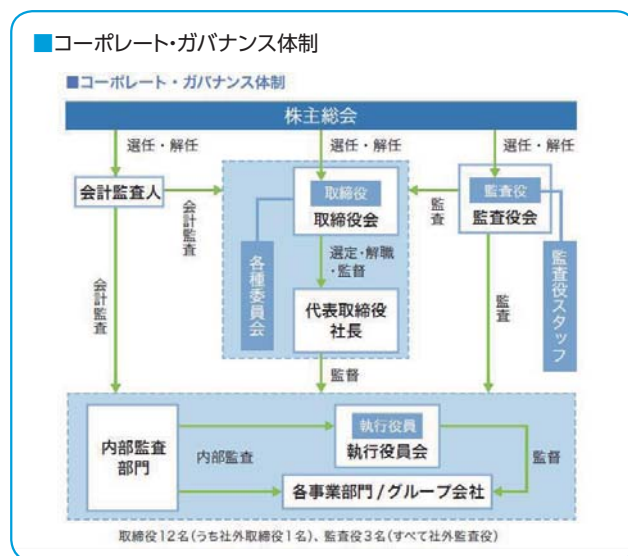 ■コーポレート・ガバナンス体制
■コーポレート・ガバナンス体制
株主総会
選任・解任
選任・解任
選任・解任
会計監査人
会計監査
取締役
取締役会
監査
監査役
監査役会
各種委員会
選定・解職
・監督
監査役スタッフ
会計監査
代表取締役
社長
監査
監督
内部監査
部門
内部監査
執行役員
執行役員会
監督
各事業部門/グループ会社
取締役12名(うち社外取締役1名)、監査役3名(すべて社外監査役)